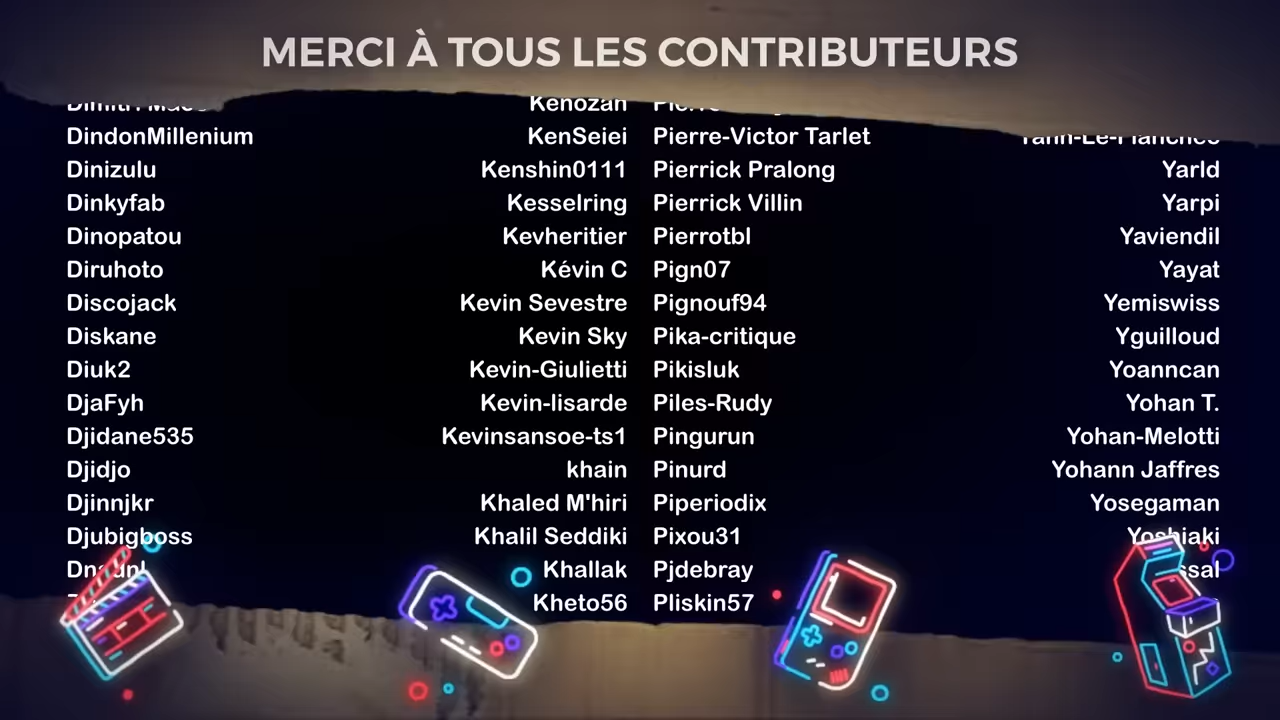 MERCI À TOUS LES CONTRIBUTEURS
Kenozan
DindonMillenium
KenSeiei
Pierre-Victor Tarlet
Dinizulu
Kenshin0111
Pierrick Pralong
Yarld
Dinkyfab
Kesselring
Pierrick Villin
Yarpi
Dinopatou
Kevheritier
Pierrotbl
Yaviendil
Diruhoto
Kévin C
Pign07
Yayat
Discojack
Kevin Sevestre
Pignouf94
Yemiswiss
Diskane
Kevin Sky
Pika-critique
Yguilloud
Diuk2
Kevin-Giulietti
Pikisluk
Yoanncan
DjaFyh
Kevin-lisarde
Piles-Rudy
Yohan T.
Djidane535
Kevinsansoe-ts1
Pingurun
Yohan-Melotti
Djidjo
khain
Pinurd
Yohann Jaffres
Djinnjkr
Khaled M'hiri
Piperiodix
Yosegaman
Djubigboss
Khalil Seddiki
Pixou31
Yoshiaki
Khallak
Pjdebray
Kheto56
Pliskin57